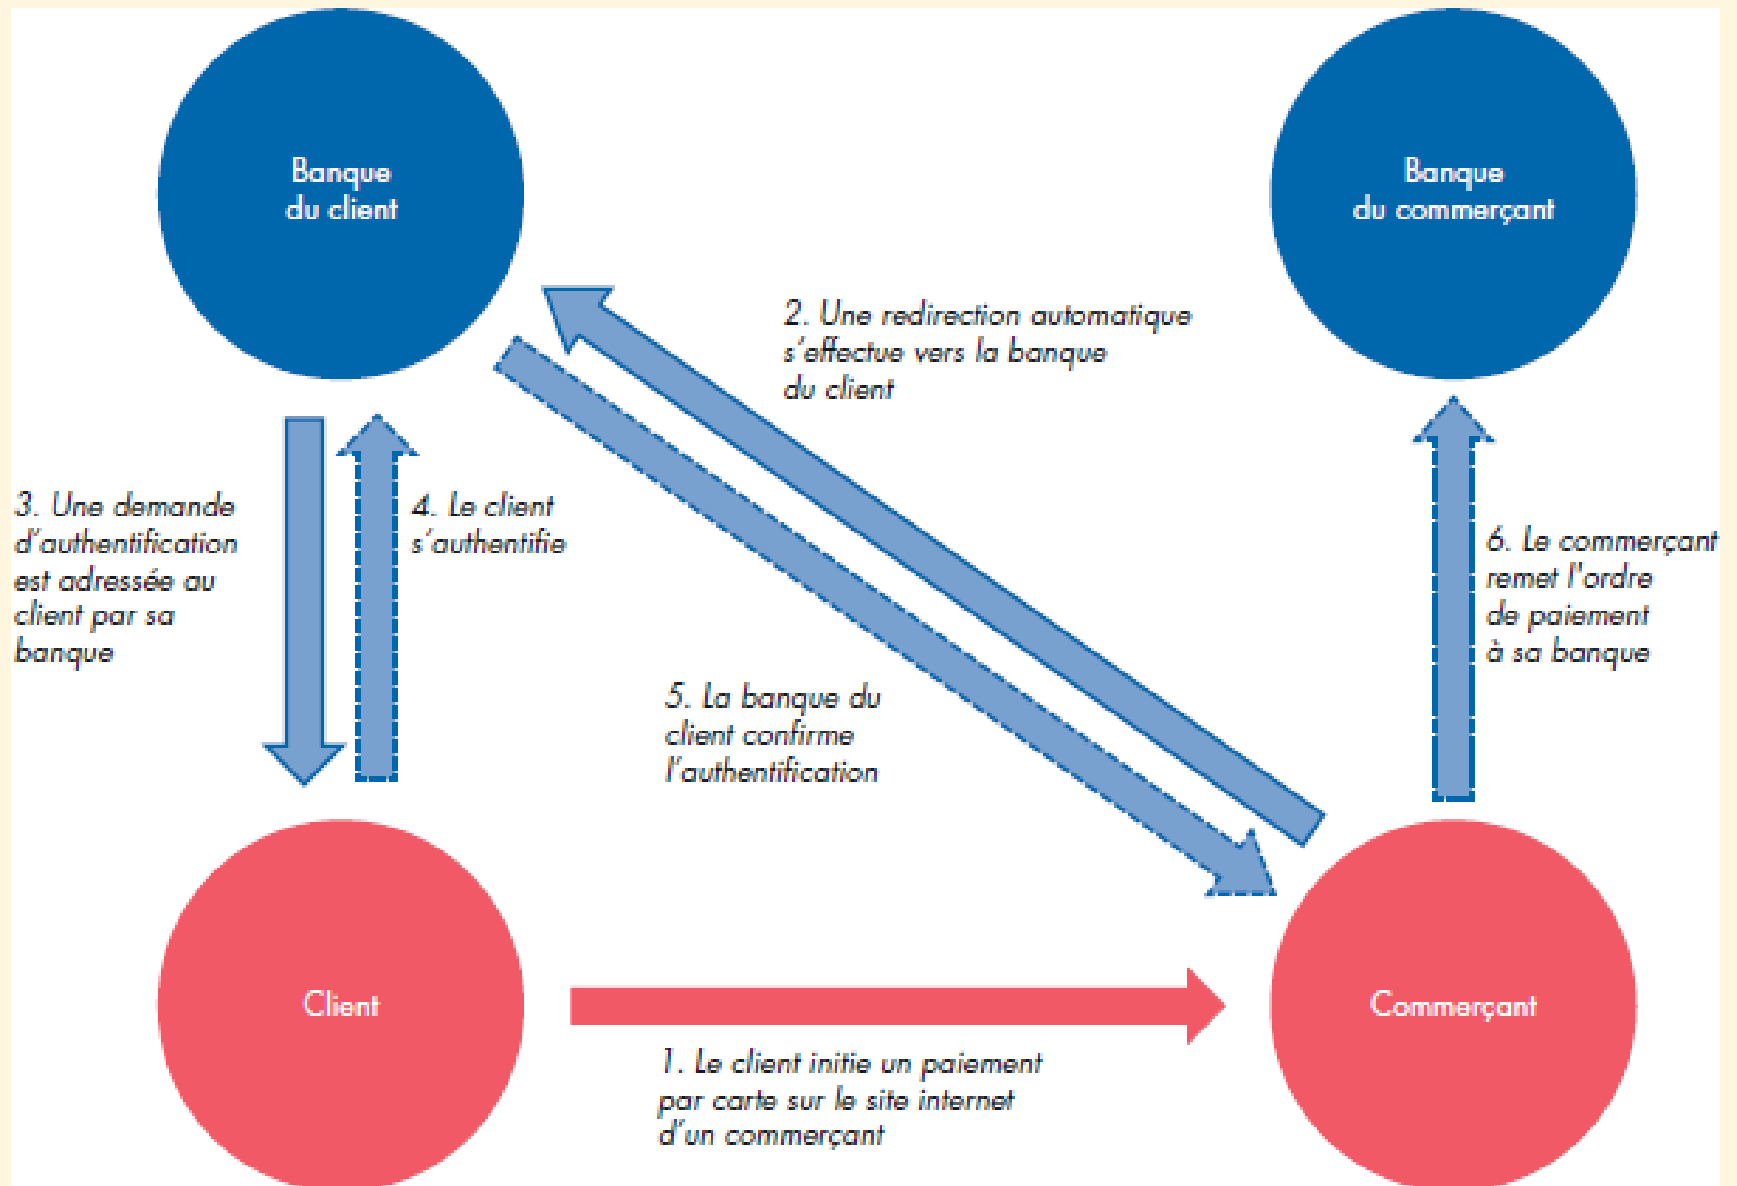 Banque
du client
Banque
du commerçant
2. Une redirection automatique
s'effectue vers la banque
du client
3. Une demande
d'authentification
est adressée au
client par sa
banque
4. Le client
s'authentifie
6. Le commerçant
remet l'ordre
de paiement
à sa banque
5. La banque du
client confirme
l'authentification
Client
Commerçant
1. Le client initie un paiement
par carte sur le site internet
d'un commerçant